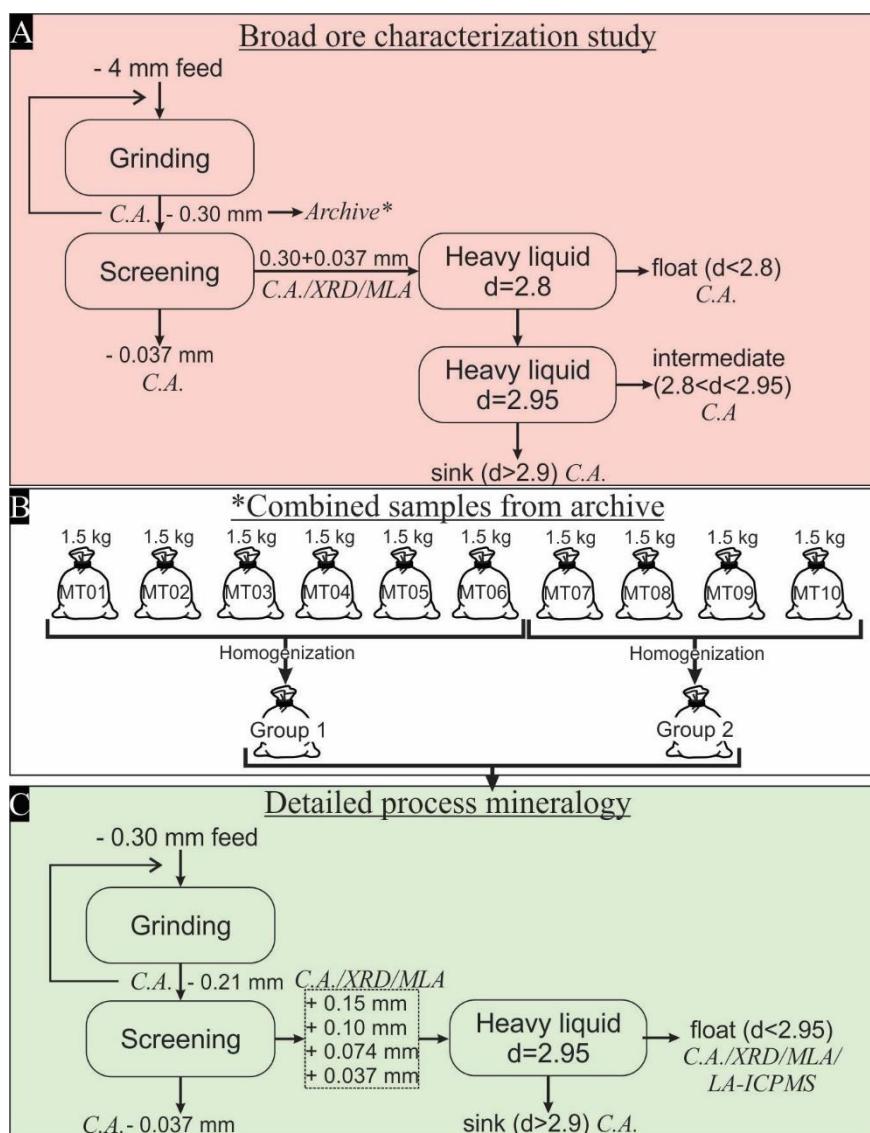 A
Broad ore characterization study
- 4 mm feed
Grinding
C.A. - 0.30 mm
Archive*
Screening
0.30+0.037 mm
C.A./XRD/MLA
Heavy liquid
d=2.8
float (d<2.8)
C.A.
- 0.037 mm
C.A.
Heavy liquid
d=2.95
intermediate
(2.8<d<2.95)
C.A
sink (d>2.9) C.A.
B
*Combined samples from archive
1.5 kg 1.5 kg 1.5 kg 1.5 kg 1.5 kg 1.5 kg 1.5 kg 1.5 kg 1.5 kg 1.5 kg
MT01 MT02 MT03 MT04 MT05 MT06 MT07 MT08 MT09 MT10
Homogenization Homogenization
Group 1 Group 2
C
Detailed process mineralogy
- 0.30 mm feed
Grinding
C.A. - 0.21 mm
C.A./XRD/MLA
Screening
+ 0.15 mm
+ 0.10 mm
+ 0.074 mm
+ 0.037 mm
Heavy liquid
d=2.95
float (d<2.95)
C.A./XRD/MLA/
LA-ICPMS
C.A.- 0.037 mm
sink (d>2.9) C.A.